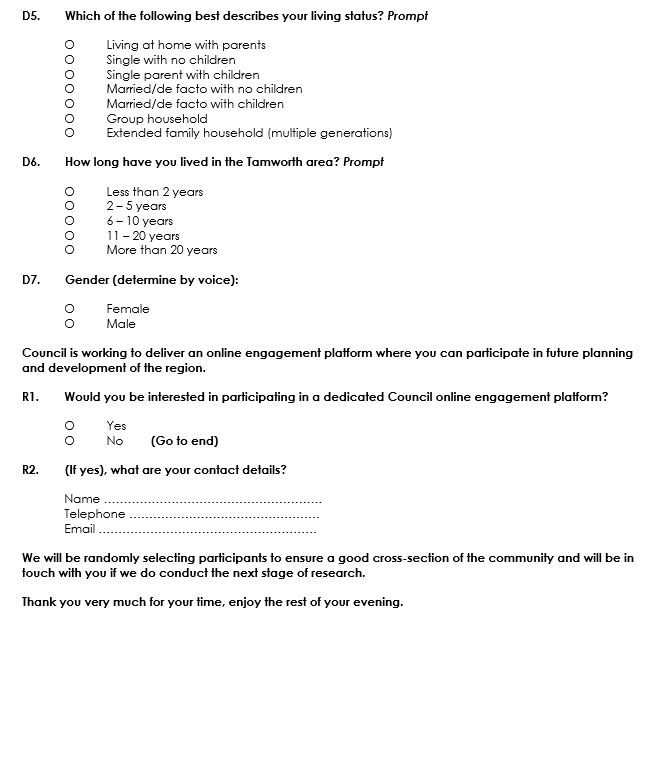 D5. Which of the following best describes your living status? Prompt
O Living at home with parents
O Single with no children
O Single parent with children
O Married/de facto with no children
O Married/de facto with children
O Group household
O Extended family household (multiple generations)
D6. How long have you lived in the Tamworth area? Prompt
O Less than 2 years
O 2 – 5 years
O 6 – 10 years
O 11 – 20 years
O More than 20 years
D7. Gender (determine by voice):
O Female
O Male
Council is working to deliver an online engagement platform where you can participate in future planning
and development of the region.
R1. Would you be interested in participating in a dedicated Council online engagement platform?
O Yes
O No (Go to end)
R2. (If yes), what are your contact details?
Name .......................................................
Telephone ................................................
Email .......................................................
We will be randomly selecting participants to ensure a good cross-section of the community and will be in
touch with you if we do conduct the next stage of research.
Thank you very much for your time, enjoy the rest of your evening.